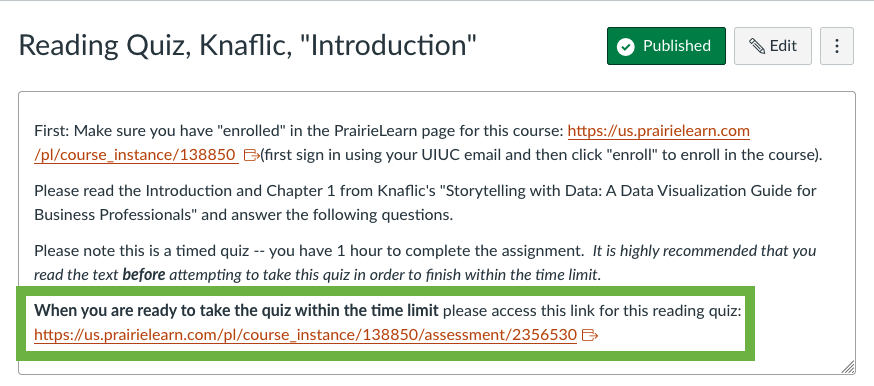 Reading Quiz, Knaflic, "Introduction"
Published
Edit
First: Make sure you have "enrolled" in the PrairieLearn page for this course: https://us.prairielearn.com
/pl/course_instance/138850 (first sign in using your UIUC email and then click "enroll" to enroll in the course).
Please read the Introduction and Chapter 1 from Knaflic's "Storytelling with Data: A Data Visualization Guide for
Business Professionals" and answer the following questions.
Please note this is a timed quiz -- you have 1 hour to complete the assignment. It is highly recommended that you
read the text before attempting to take this quiz in order to finish within the time limit.
When you are ready to take the quiz within the time limit please access this link for this reading quiz:
https://us.prairielearn.com/pl/course_instance/138850/assessment/2356530